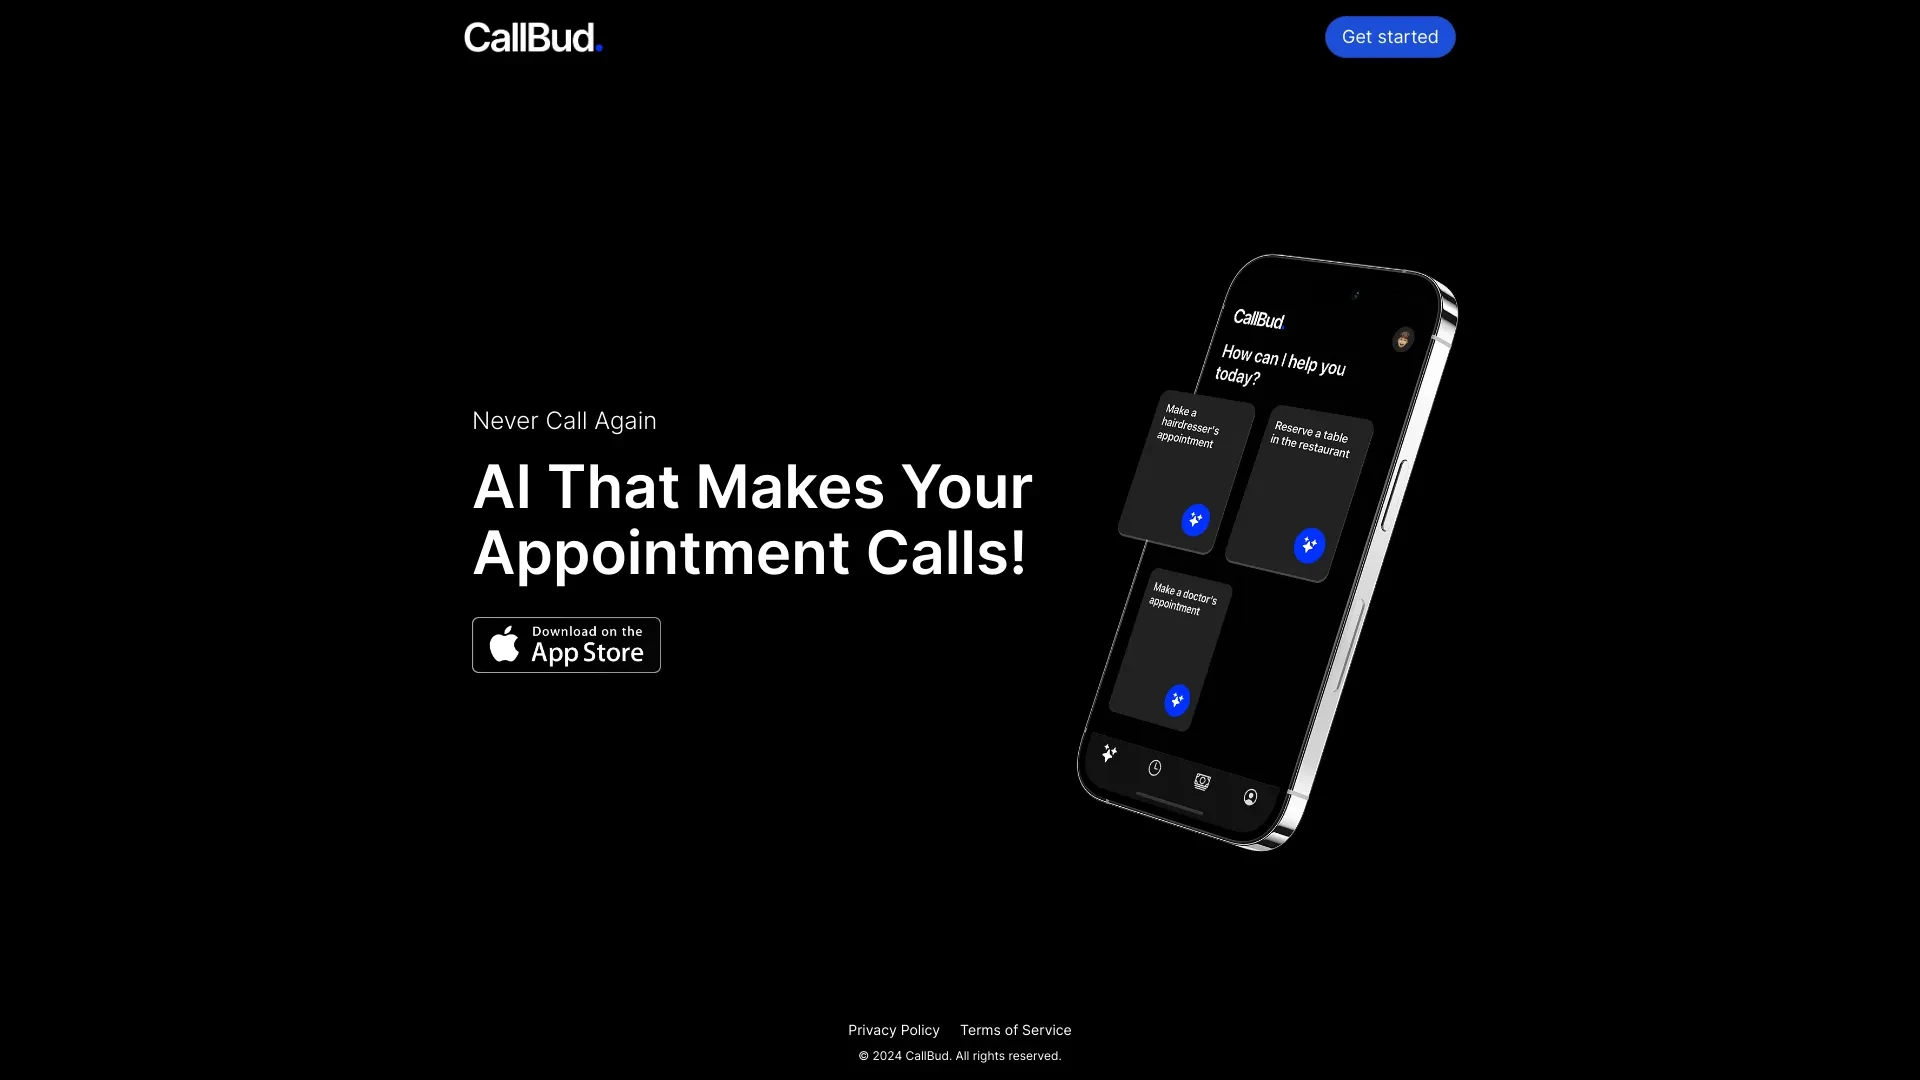 CallBud.
Get started
Never Call Again
AI That Makes Your
Appointment Calls!
Download on the
App Store
CallBud.
How can I help you
today?
Make a
hairdresser's
appointment
Reserve a table
in the restaurant
Make a doctor's
appointment
Privacy Policy
Terms of Service
© 2024 CallBud. All rights reserved.